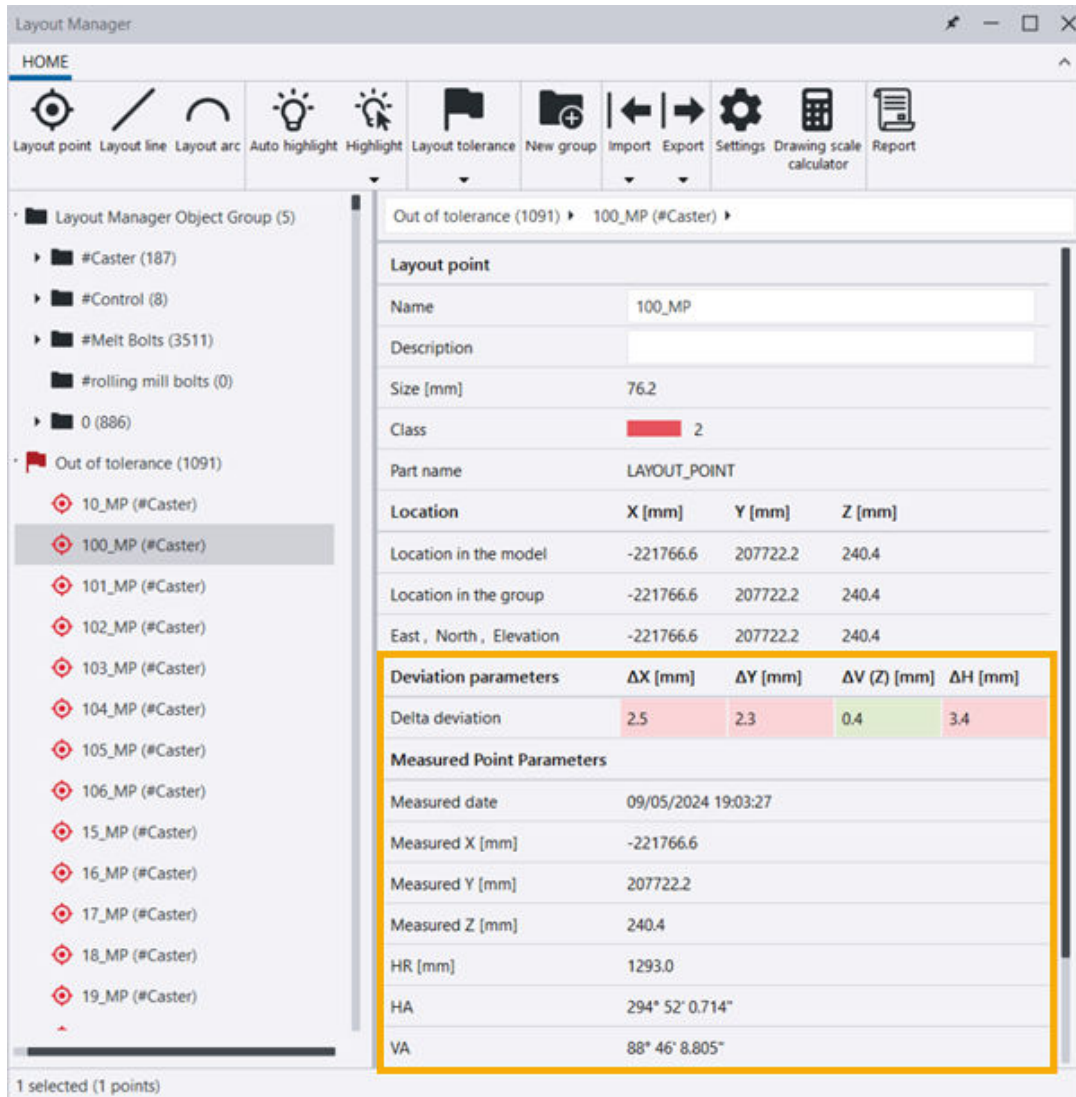 Layout Manager
HOME
Layout point Layout line Layout arc Auto highlight Highlight Layout tolerance New group Import Export Settings Drawing scale calculator Report
Layout Manager Object Group (5)
#Caster (187)
#Control (8)
#Melt Bolts (3511)
#rolling mill bolts (0)
0 (886)
Out of tolerance (1091)
10_MP (#Caster)
100_MP (#Caster)
101_MP (#Caster)
102_MP (#Caster)
103_MP (#Caster)
104_MP (#Caster)
105_MP (#Caster)
106_MP (#Caster)
15_MP (#Caster)
16_MP (#Caster)
17_MP (#Caster)
18_MP (#Caster)
19_MP (#Caster)
Out of tolerance (1091) 100_MP (#Caster)
Layout point
Name 100_MP
Description
Size [mm] 76.2
Class 2
Part name LAYOUT_POINT
Location X [mm] Y [mm] Z [mm]
Location in the model -221766.6 207722.2 240.4
Location in the group -221766.6 207722.2 240.4
East , North , Elevation -221766.6 207722.2 240.4
Deviation parameters ΔX [mm] ΔY [mm] ΔV (Z) [mm] ΔH [mm]
Delta deviation 2.5 2.3 0.4 3.4
Measured Point Parameters
Measured date 09/05/2024 19:03:27
Measured X [mm] -221766.6
Measured Y [mm] 207722.2
Measured Z [mm] 240.4
HR [mm] 1293.0
HA 294° 52' 0.714"
VA 88° 46' 8.805"
1 selected (1 points)